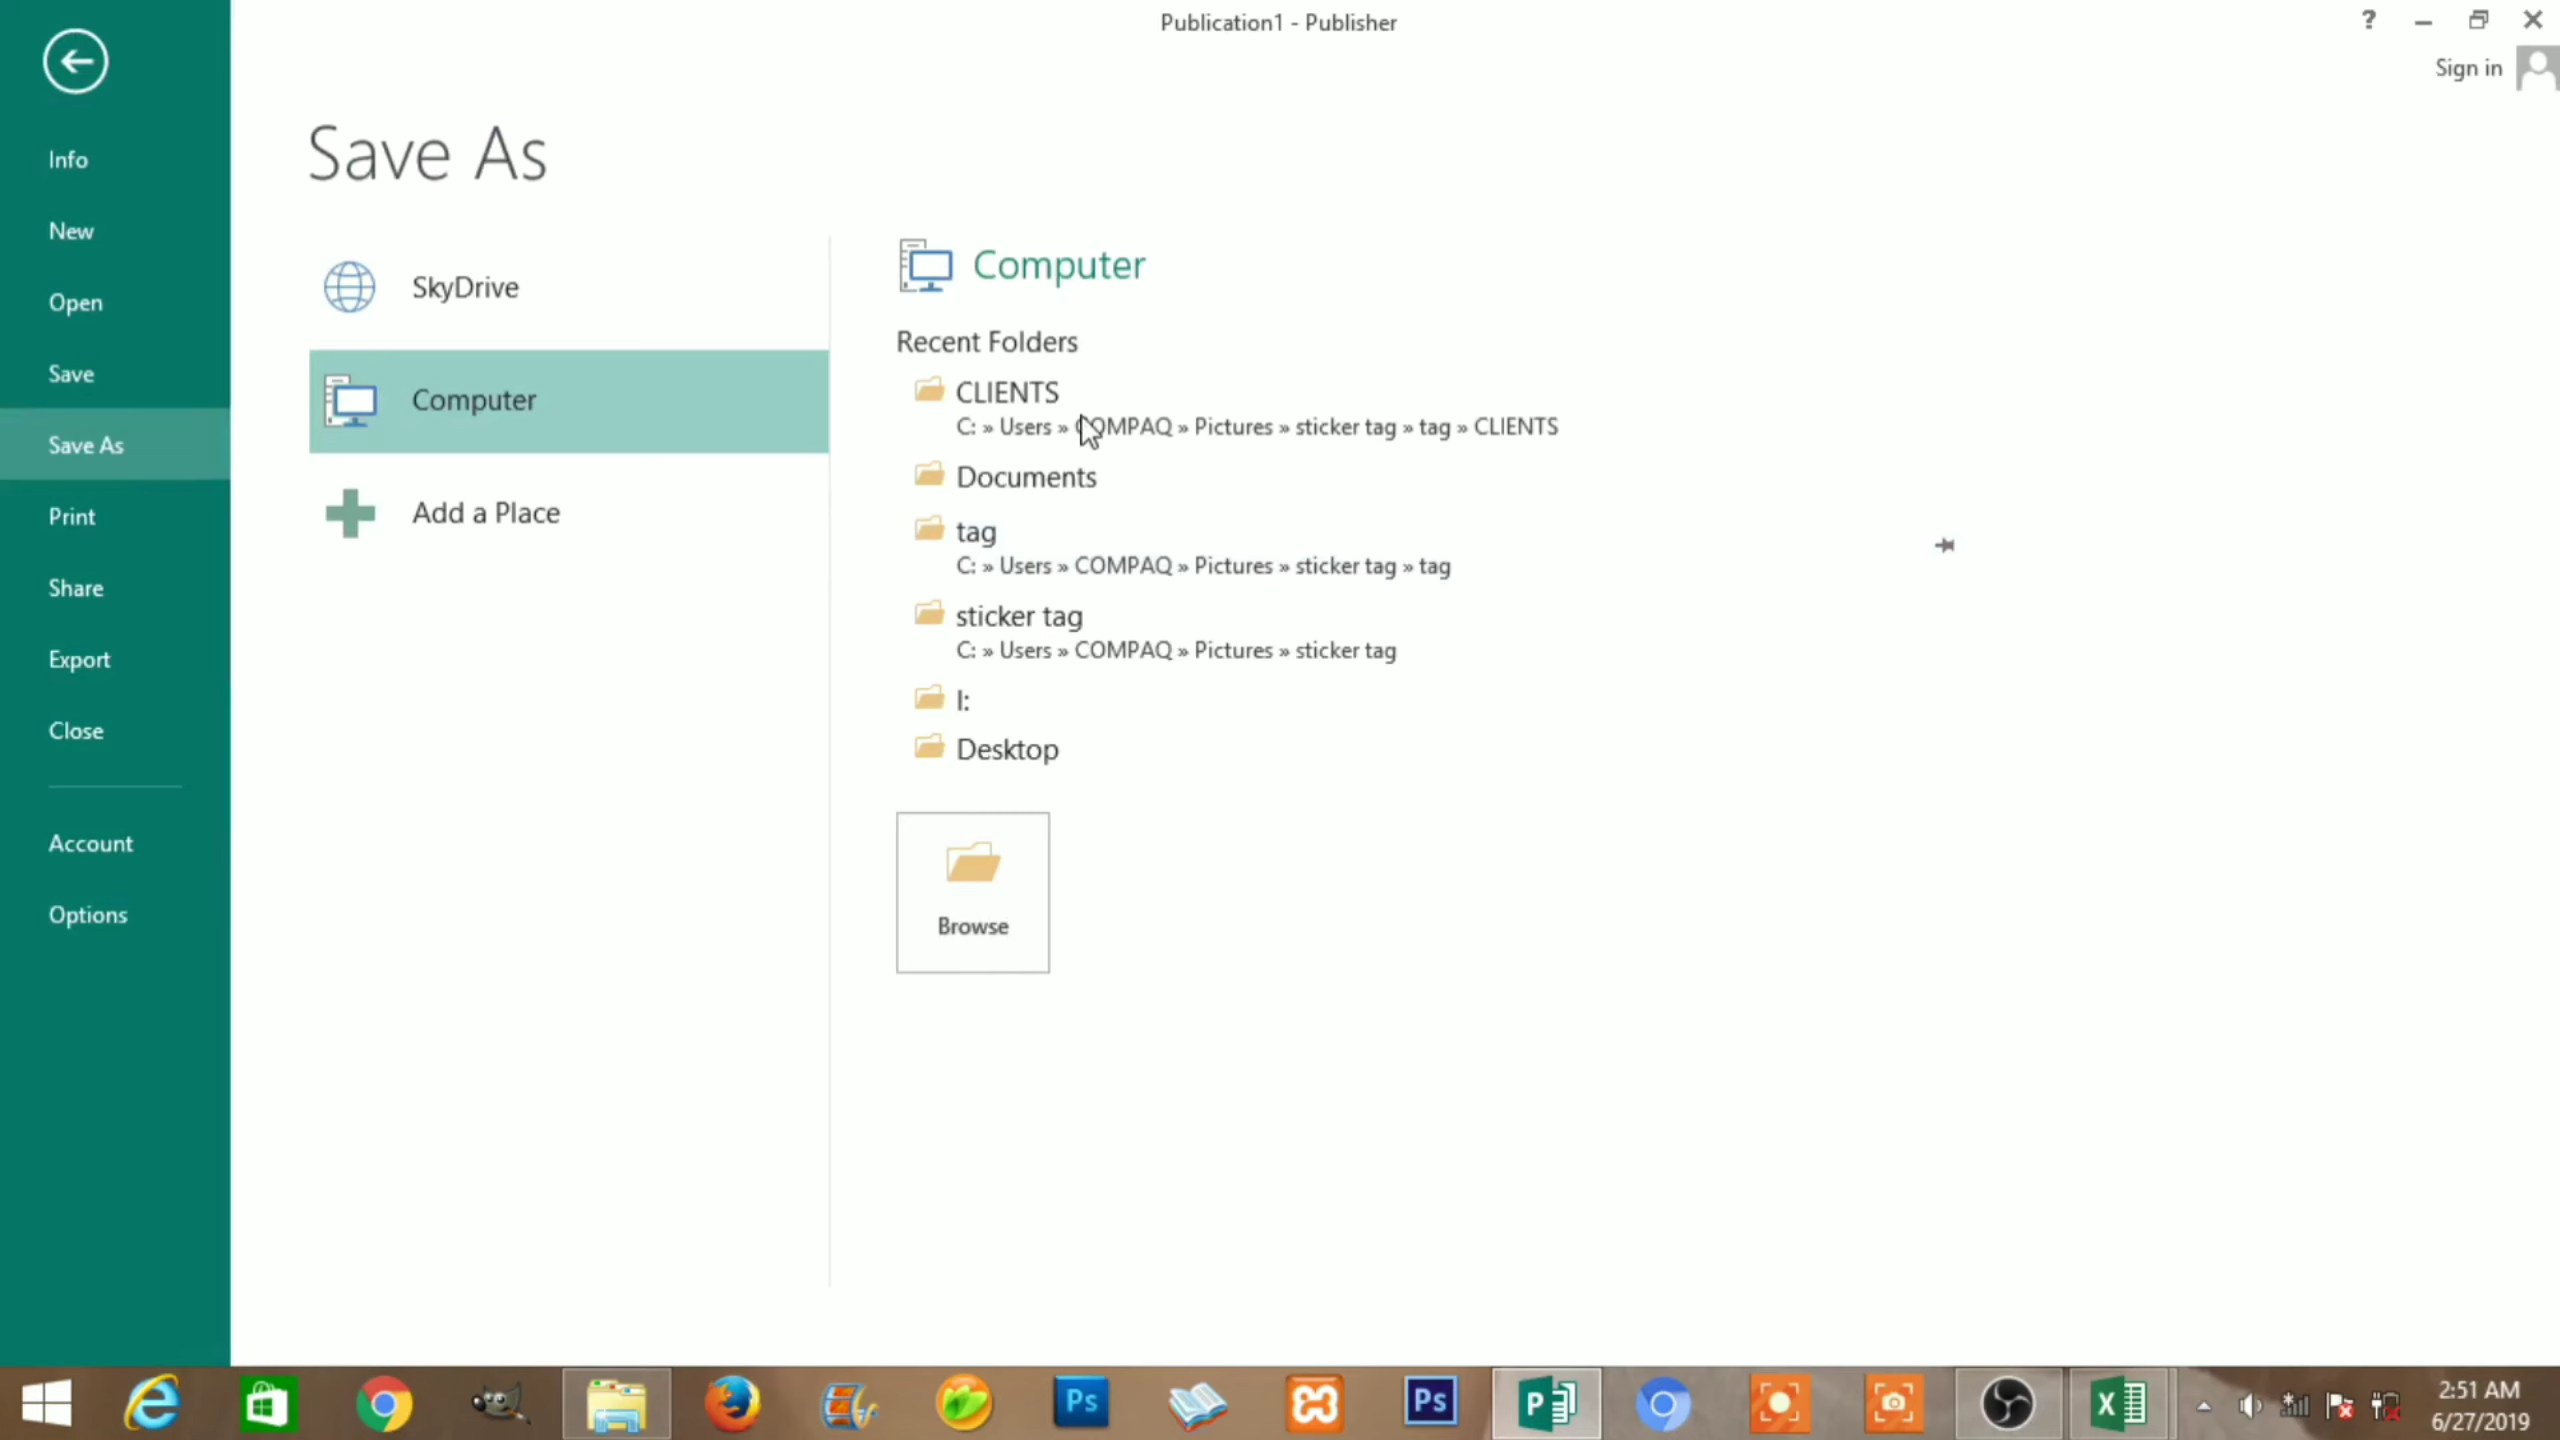 Publication1 - Publisher
?
Sign in
Info
New
Open
Save
Save As
Print
Share
Export
Close
Account
Options
Save As
SkyDrive
Computer
Add a Place
Computer
Recent Folders
CLIENTS
C: » Users » COMPAQ » Pictures » sticker tag » tag » CLIENTS
Documents
tag
C: » Users » COMPAQ » Pictures » sticker tag » tag
sticker tag
C: » Users » COMPAQ » Pictures » sticker tag
I:
Desktop
Browse
Ps
Ps
P
X
2:51 AM
6/27/2019